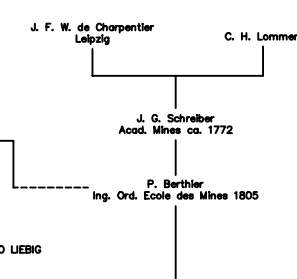 J. F. W. de Charpentier
Leipzig
C. H. Lommer
J. G. Schreiber
Acad. Mines ca. 1772
P. Berthier
Ing. Ord. Ecole des Mines 1805
LIEBIG